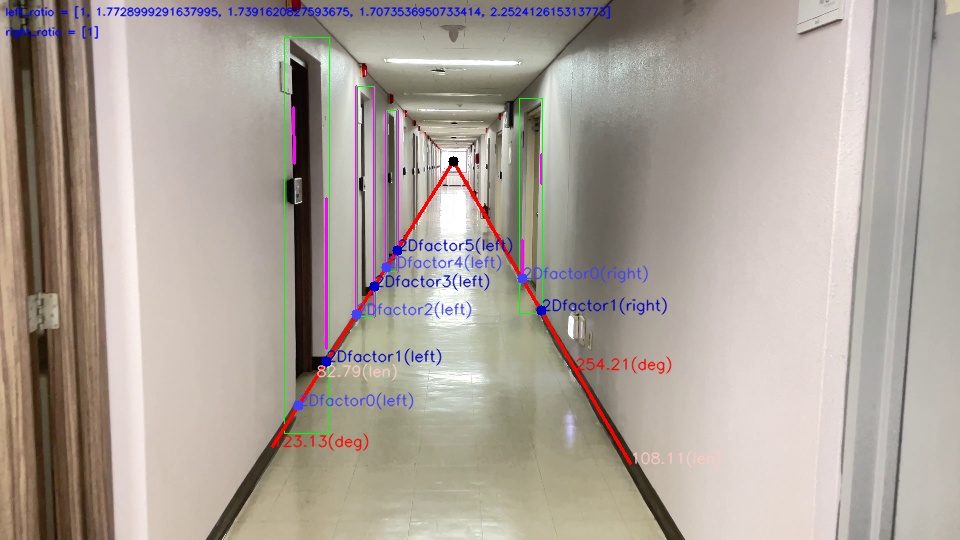 left_ratio = [1, 1.7728999291637995, 1.7391620827593675, 1.7073536950733414, 2.252412615313773]
right_ratio = [1]
2Dfactor5(left)
2Dfactor4(left)
2Dfactor0(right)
2Dfactor3(left)
2Dfactor1(right)
2Dfactor2(left)
2Dfactor1(left)
254.21(deg)
82.79(len)
2Dfactor0(left)
23.13(deg)
108.11(len)